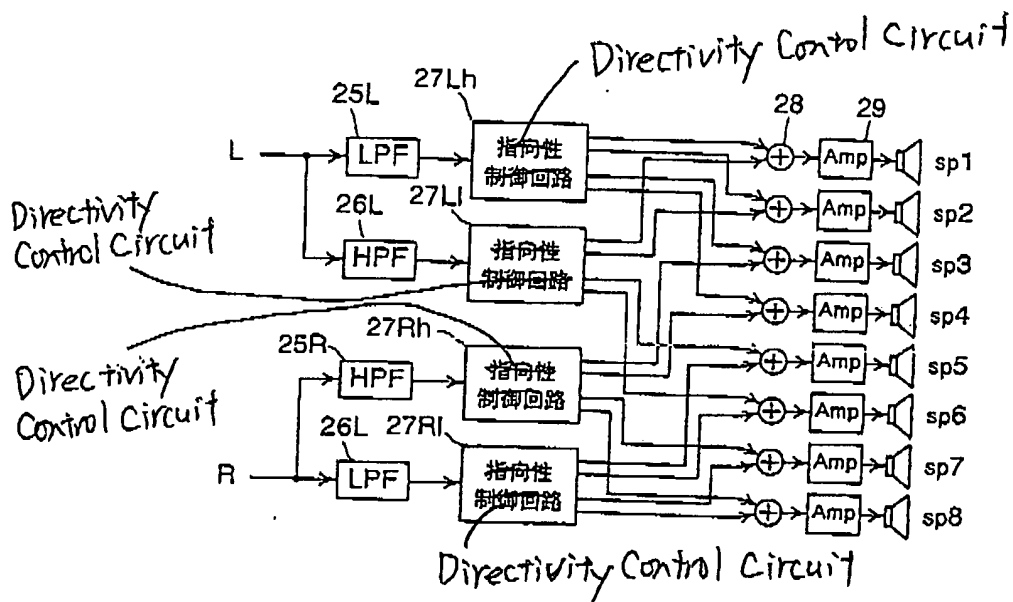 Directivity Control Circuit
27Lh
25L
28
29
L
LPF
指向性
制御回路
Amp
sp1
Directivity
Control Circuit
26L
27Ll
Amp
sp2
HPF
指向性
制御回路
Amp
sp3
27Rh
Amp
sp4
25R
Directivity
Control Circuit
HPF
指向性
制御回路
Amp
sp5
26L
27Rl
Amp
sp6
R
LPF
指向性
制御回路
Amp
sp7
Amp
sp8
Directivity Control Circuit